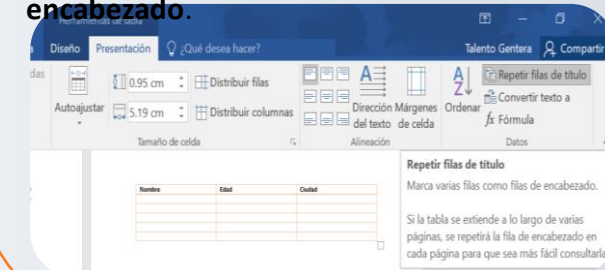 encabezado.
Herramientas de tabla
Diseño Presentación ¿Qué desea hacer? Talento Gentera Compartir
das
0.95 cm Distribuir filas
Autoajustar
5.19 cm Distribuir columnas
Dirección Márgenes Ordenar
del texto de celda
Repetir filas de título
Convertir texto a
fx Fórmula
Tamaño de celda Alineación Datos
Nombre Edad Ciudad
Repetir filas de título
Marca varias filas como filas de encabezado.
Si la tabla se extiende a lo largo de varias
páginas, se repetirá la fila de encabezado en
cada página para que sea más fácil consultarla